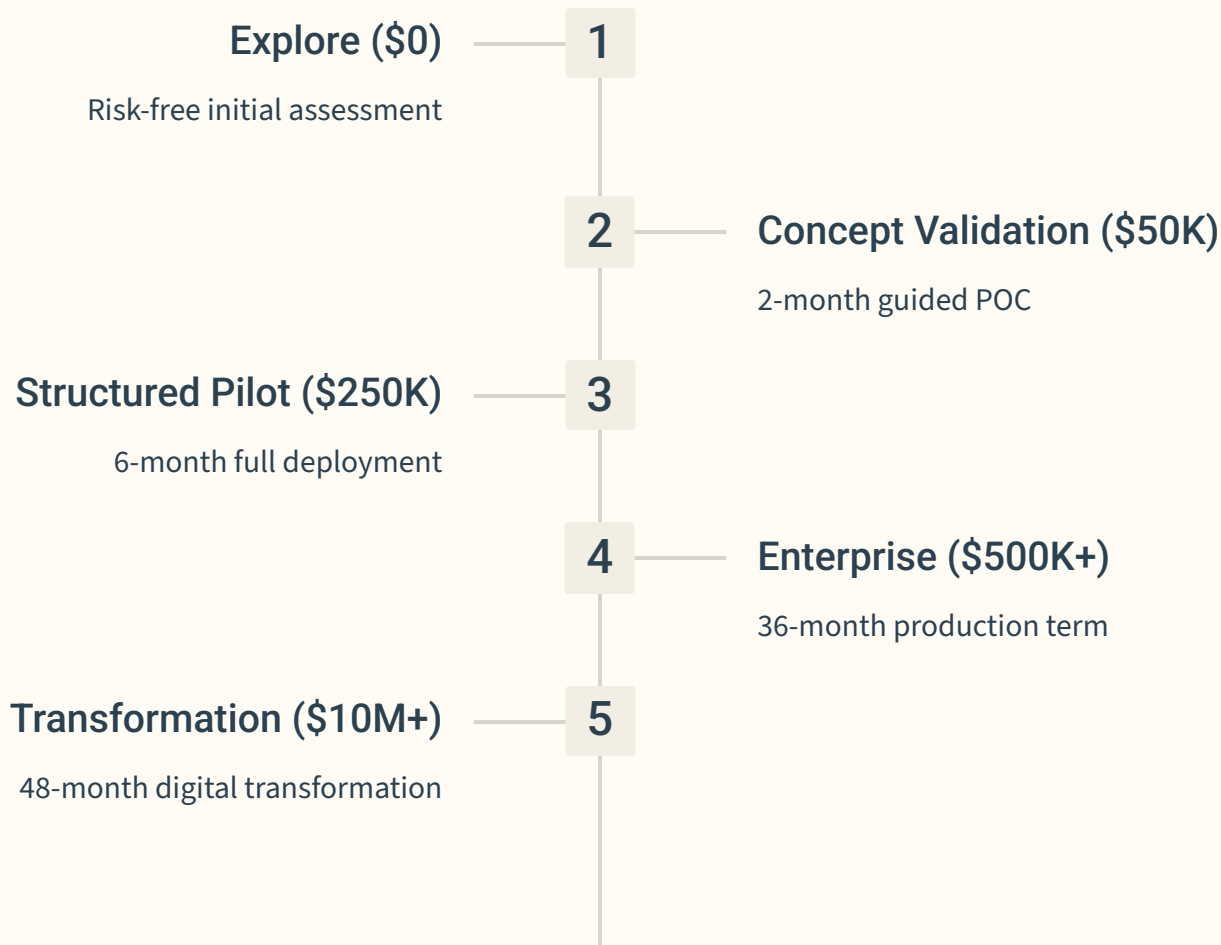 Explore ($0)
1
Risk-free initial assessment
2
Concept Validation ($50K)
2-month guided POC
Structured Pilot ($250K)
3
6-month full deployment
4
Enterprise ($500K+)
36-month production term
Transformation ($10M+)
5
48-month digital transformation